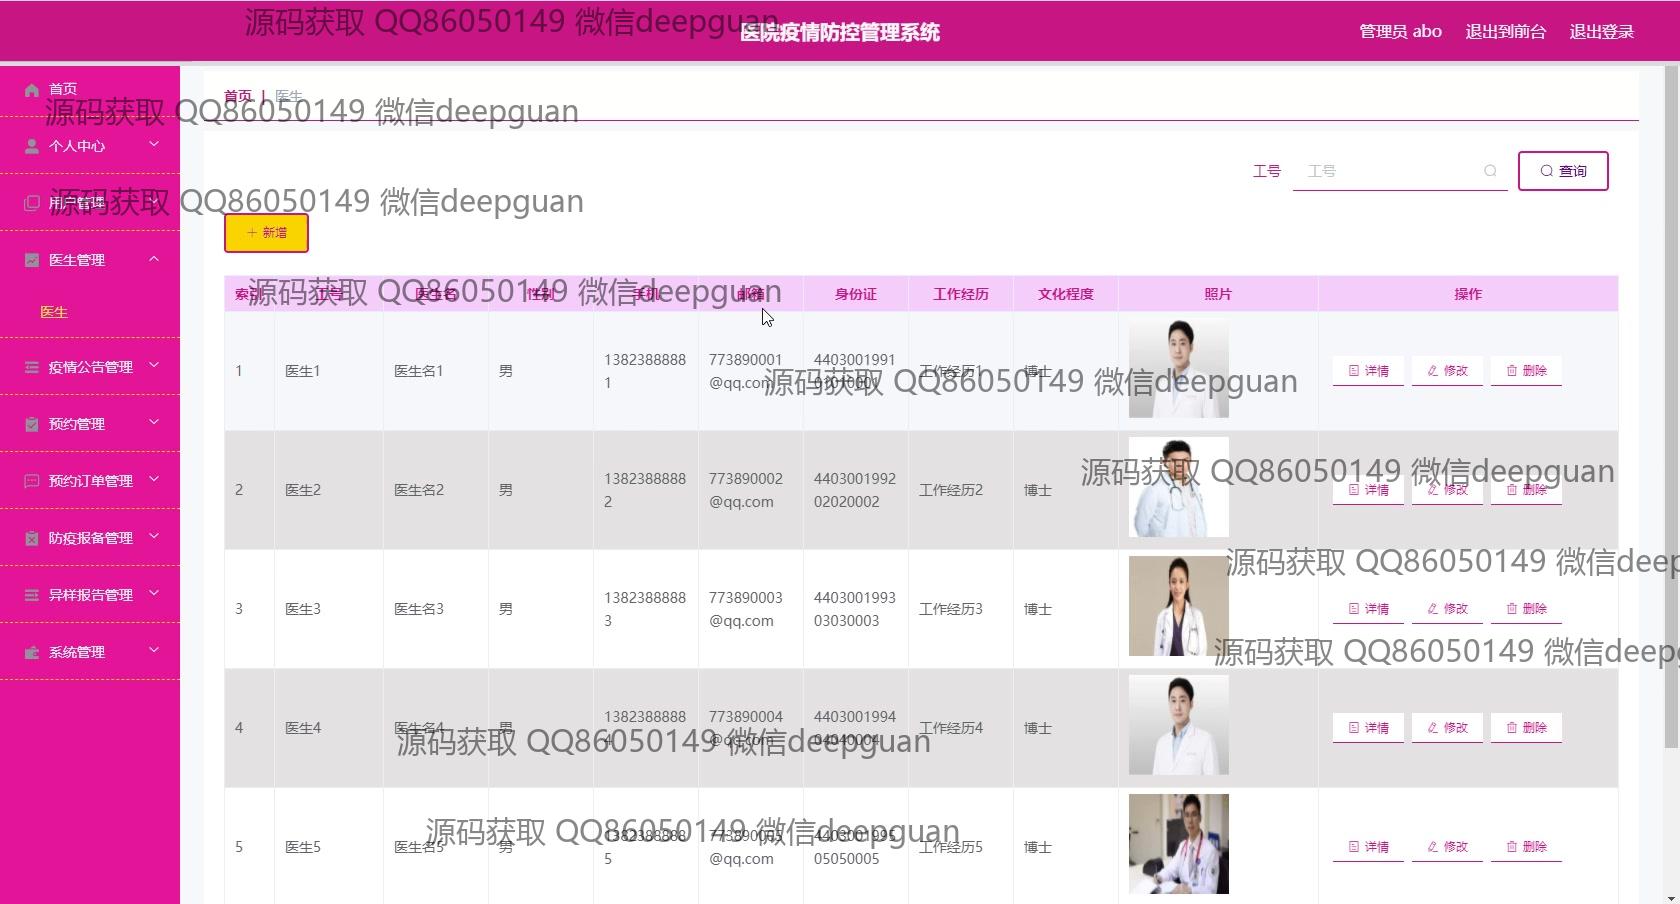 源码获取 QQ86050149 微信deepguan
医院疫情防控管理系统
管理员 abo 退出到前台 退出登录
首页
首页 | 医生
源码获取 QQ86050149 微信deepguan
个人中心
工号 工号 查询
用户管理
源码获取 QQ86050149 微信deepguan
+ 新增
医生管理
医生
源码获取 QQ86050149 微信deepguan
索引 工号 医生名 性别 手机 邮箱 身份证 工作经历 文化程度 照片 操作
1 医生1 医生名1 男 13823888881 773890001@qq.com 440300199101010001 工作经历1 博士 详情 修改 删除
源码获取 QQ86050149 微信deepguan
疫情公告管理
预约管理
源码获取 QQ86050149 微信deepguan
2 医生2 医生名2 男 13823888882 773890002@qq.com 440300199202020002 工作经历2 博士 详情 修改 删除
预约订单管理
防疫报备管理
源码获取 QQ86050149 微信deep
3 医生3 医生名3 男 13823888883 773890003@qq.com 440300199303030003 工作经历3 博士 详情 修改 删除
异样报告管理
系统管理
源码获取 QQ86050149 微信deepg
4 医生4 医生名4 男 13823888884 773890004@qq.com 440300199404040004 工作经历4 博士 详情 修改 删除
源码获取 QQ86050149 微信deepguan
源码获取 QQ86050149 微信deepguan
5 医生5 医生名5 男 13823888885 773890005@qq.com 440300199505050005 工作经历5 博士 详情 修改 删除